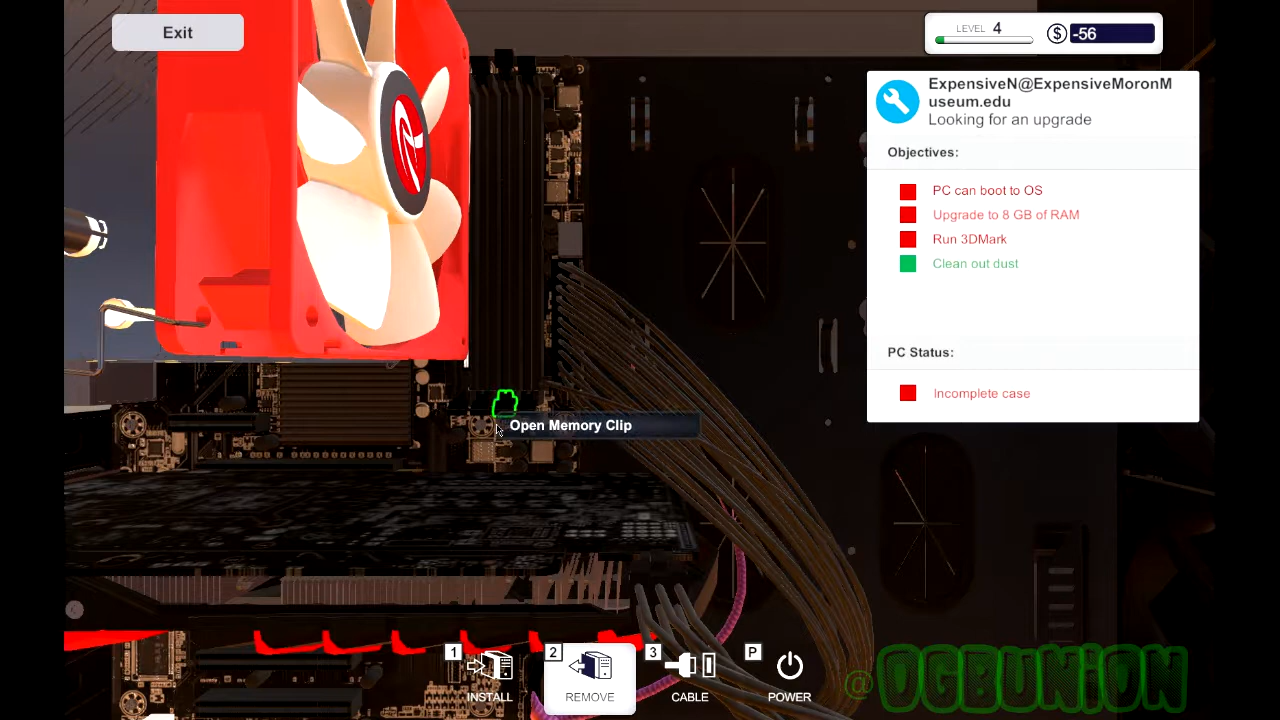 Exit
LEVEL 4
$ -56
ExpensiveN@ExpensiveMoronM
useum.edu
Looking for an upgrade
Objectives:
PC can boot to OS
Upgrade to 8 GB of RAM
Run 3DMark
Clean out dust
PC Status:
Incomplete case
Open Memory Clip
1 INSTALL
2 REMOVE
3 CABLE
P POWER
@OGBUNiON